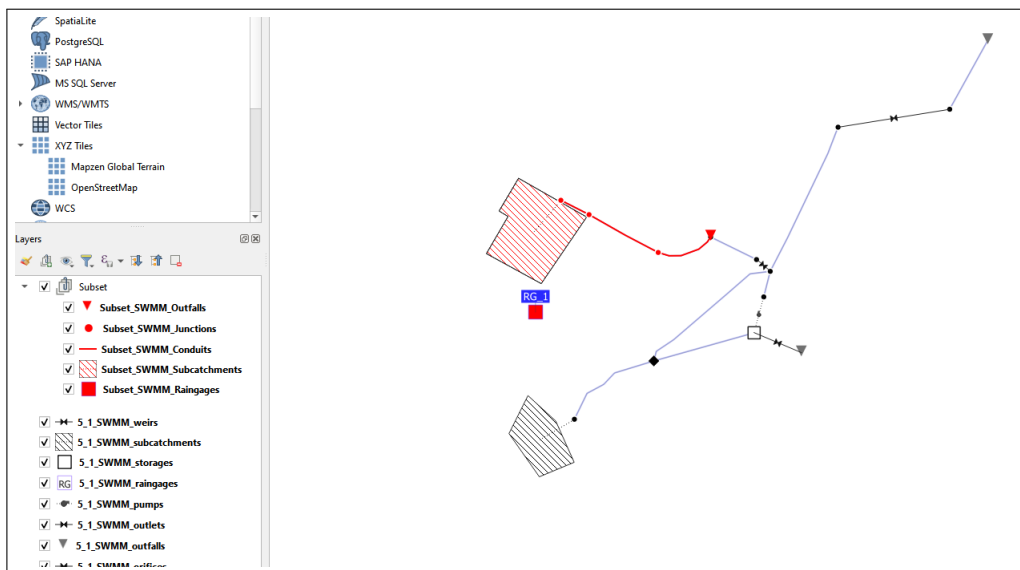 SpatiaLite
PostgreSQL
SAP HANA
MS SQL Server
WMS/WMTS
Vector Tiles
XYZ Tiles
Mapzen Global Terrain
OpenStreetMap
WCS
Layers
Subset
Subset_SWMM_Outfalls
Subset_SWMM_Junctions
Subset_SWMM_Conduits
Subset_SWMM_Subcatchments
Subset_SWMM_Raingages
5_1_SWMM_weirs
5_1_SWMM_subcatchments
5_1_SWMM_storages
RG 5_1_SWMM_raingages
5_1_SWMM_pumps
5_1_SWMM_outlets
5_1_SWMM_outfalls
5_1_SWMM_orifices
RG_1